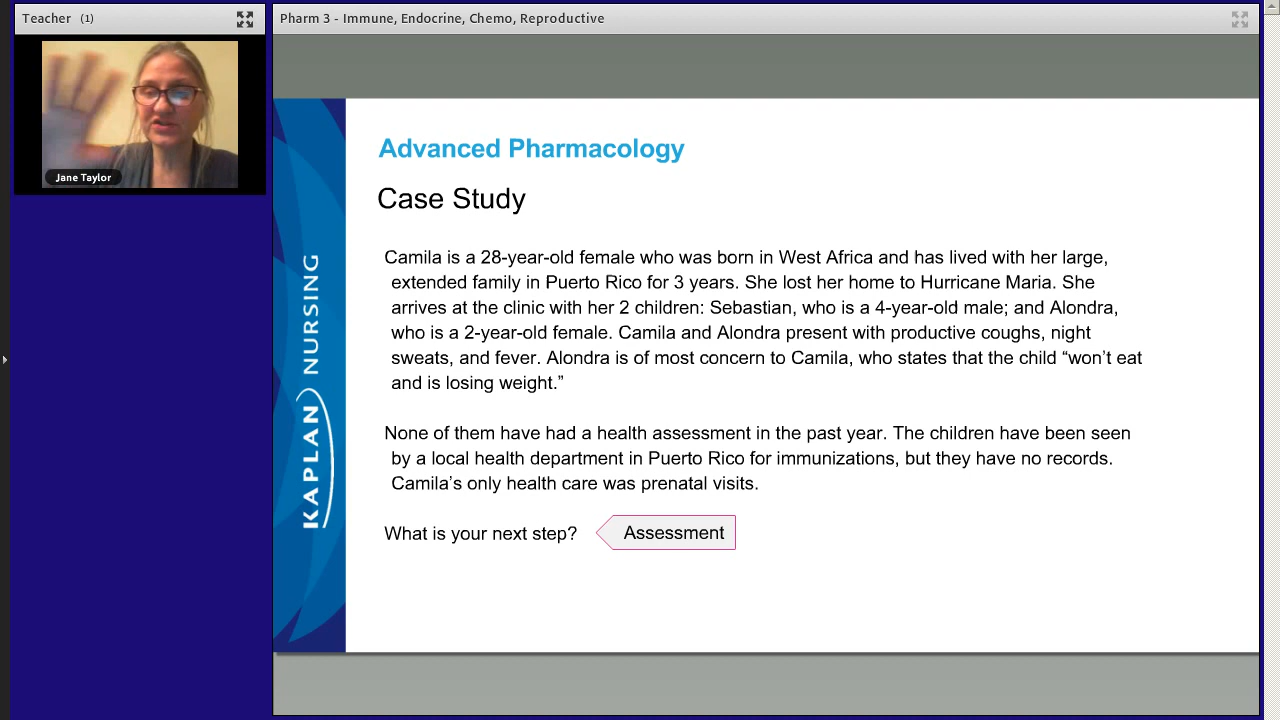 Teacher (1)
Pharm 3 - Immune, Endocrine, Chemo, Reproductive
Jane Taylor
KAPLAN NURSING
Advanced Pharmacology
Case Study
Camila is a 28-year-old female who was born in West Africa and has lived with her large,
extended family in Puerto Rico for 3 years. She lost her home to Hurricane Maria. She
arrives at the clinic with her 2 children: Sebastian, who is a 4-year-old male; and Alondra,
who is a 2-year-old female. Camila and Alondra present with productive coughs, night
sweats, and fever. Alondra is of most concern to Camila, who states that the child “won’t eat
and is losing weight.”
None of them have had a health assessment in the past year. The children have been seen
by a local health department in Puerto Rico for immunizations, but they have no records.
Camila’s only health care was prenatal visits.
What is your next step? Assessment